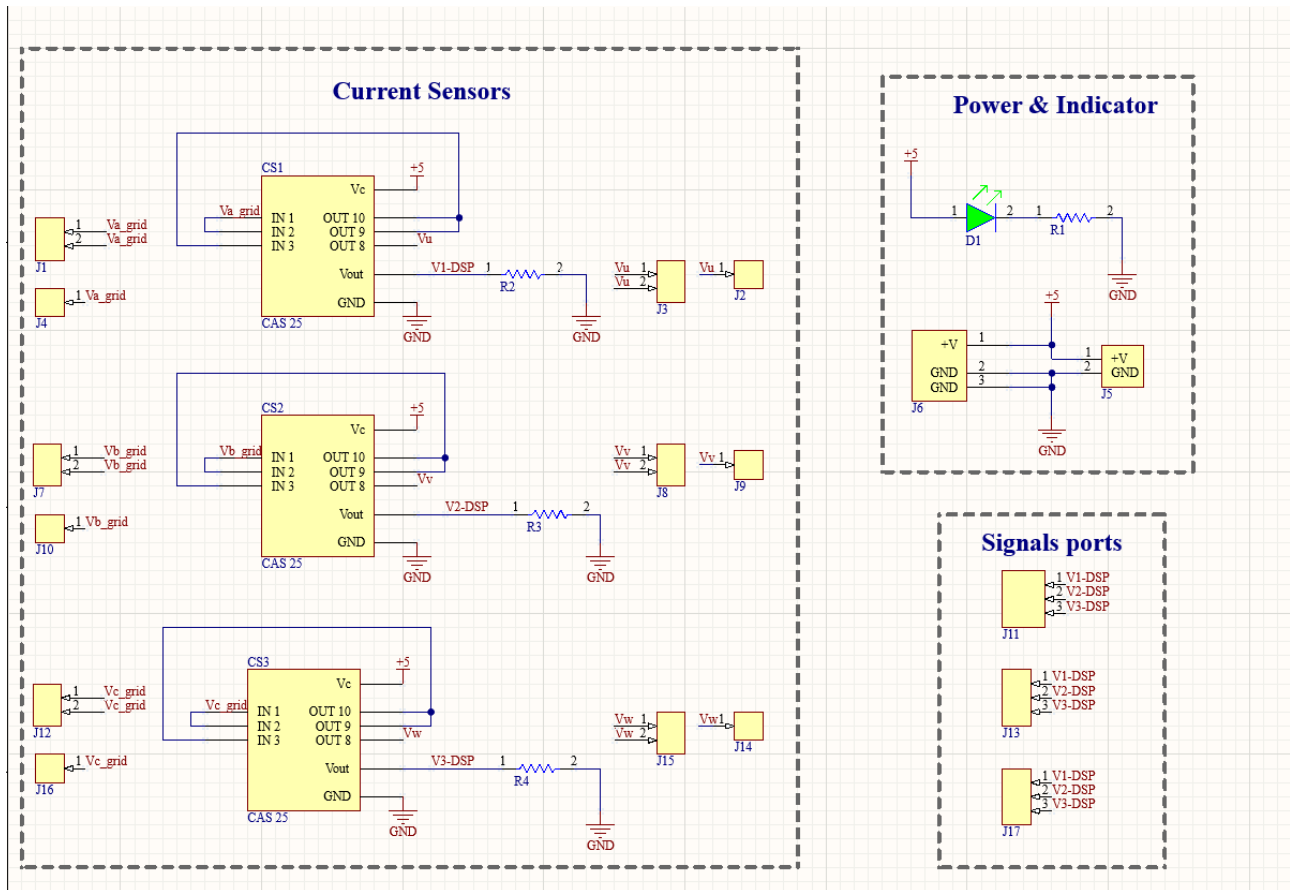 Current Sensors
CS1
+5
Vc
Va_grid
IN 1
OUT 10
IN 2
OUT 9
IN 3
OUT 8
Vu
Vout
V1-DSP
1
2
R2
GND
CAS 25
GND
GND
1
Va_grid
2
Va_grid
J1
1
Va_grid
J4
Vu
1
Vu
2
J3
Vu
1
J2
CS2
+5
Vc
Vb_grid
IN 1
OUT 10
IN 2
OUT 9
IN 3
OUT 8
Vv
Vout
V2-DSP
1
2
R3
GND
CAS 25
GND
GND
1
Vb_grid
2
Vb_grid
J7
1
Vb_grid
J10
Vv
1
Vv
2
J8
Vv
1
J9
CS3
+5
Vc
Vc_grid
IN 1
OUT 10
IN 2
OUT 9
IN 3
OUT 8
Vw
Vout
V3-DSP
1
2
R4
GND
CAS 25
GND
GND
1
Vc_grid
2
Vc_grid
J12
1
Vc_grid
J16
Vw
1
Vw
2
J15
Vw
1
J14
Power & Indicator
+5
1
2
D1
1
2
R1
GND
+5
+V
1
GND
2
GND
3
J6
1
+V
2
GND
J5
GND
Signals ports
1
V1-DSP
2
V2-DSP
3
V3-DSP
J11
1
V1-DSP
2
V2-DSP
3
V3-DSP
J13
1
V1-DSP
2
V2-DSP
3
V3-DSP
J17